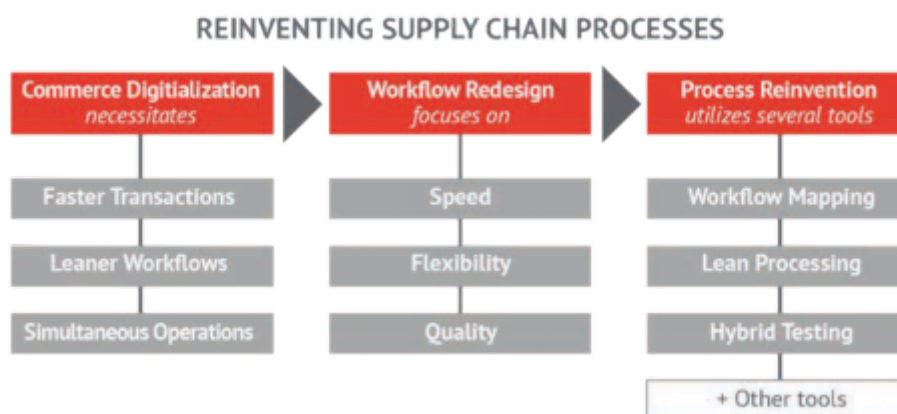 REINVENTING SUPPLY CHAIN PROCESSES
Commerce Digitialization
necessitates
Faster Transactions
Leaner Workflows
Simultaneous Operations
Workflow Redesign
focuses on
Speed
Flexibility
Quality
Process Reinvention
utilizes several tools
Workflow Mapping
Lean Processing
Hybrid Testing
+ Other tools